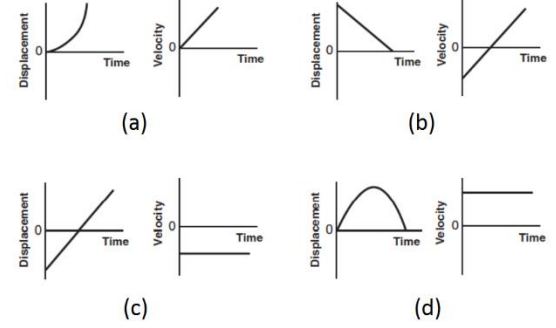 Displacement
0
Time
Velocity
0
Time
(a)
Displacement
0
Time
Velocity
0
Time
(b)
Displacement
0
Time
Velocity
0
Time
(c)
Displacement
0
Time
Velocity
0
Time
(d)